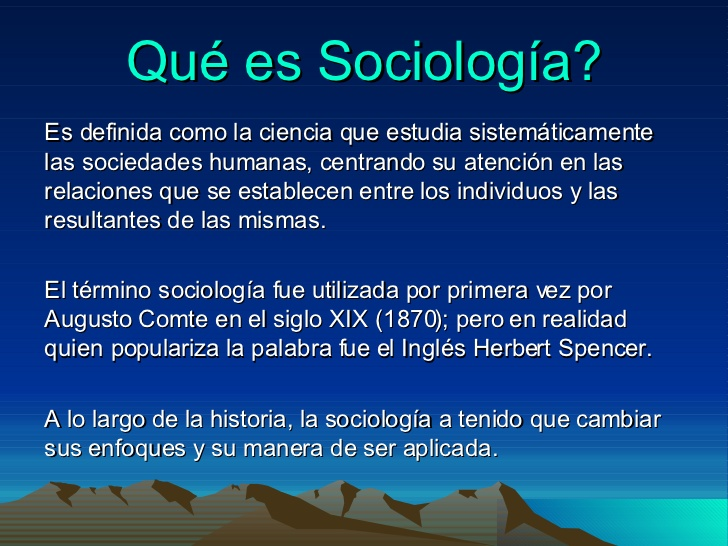 Qué es Sociología?
Es definida como la ciencia que estudia sistemáticamente
las sociedades humanas, centrando su atención en las
relaciones que se establecen entre los individuos y las
resultantes de las mismas.
El término sociología fue utilizada por primera vez por
Augusto Comte en el siglo XIX (1870); pero en realidad
quien populariza la palabra fue el Inglés Herbert Spencer.
A lo largo de la historia, la sociología a tenido que cambiar
sus enfoques y su manera de ser aplicada.